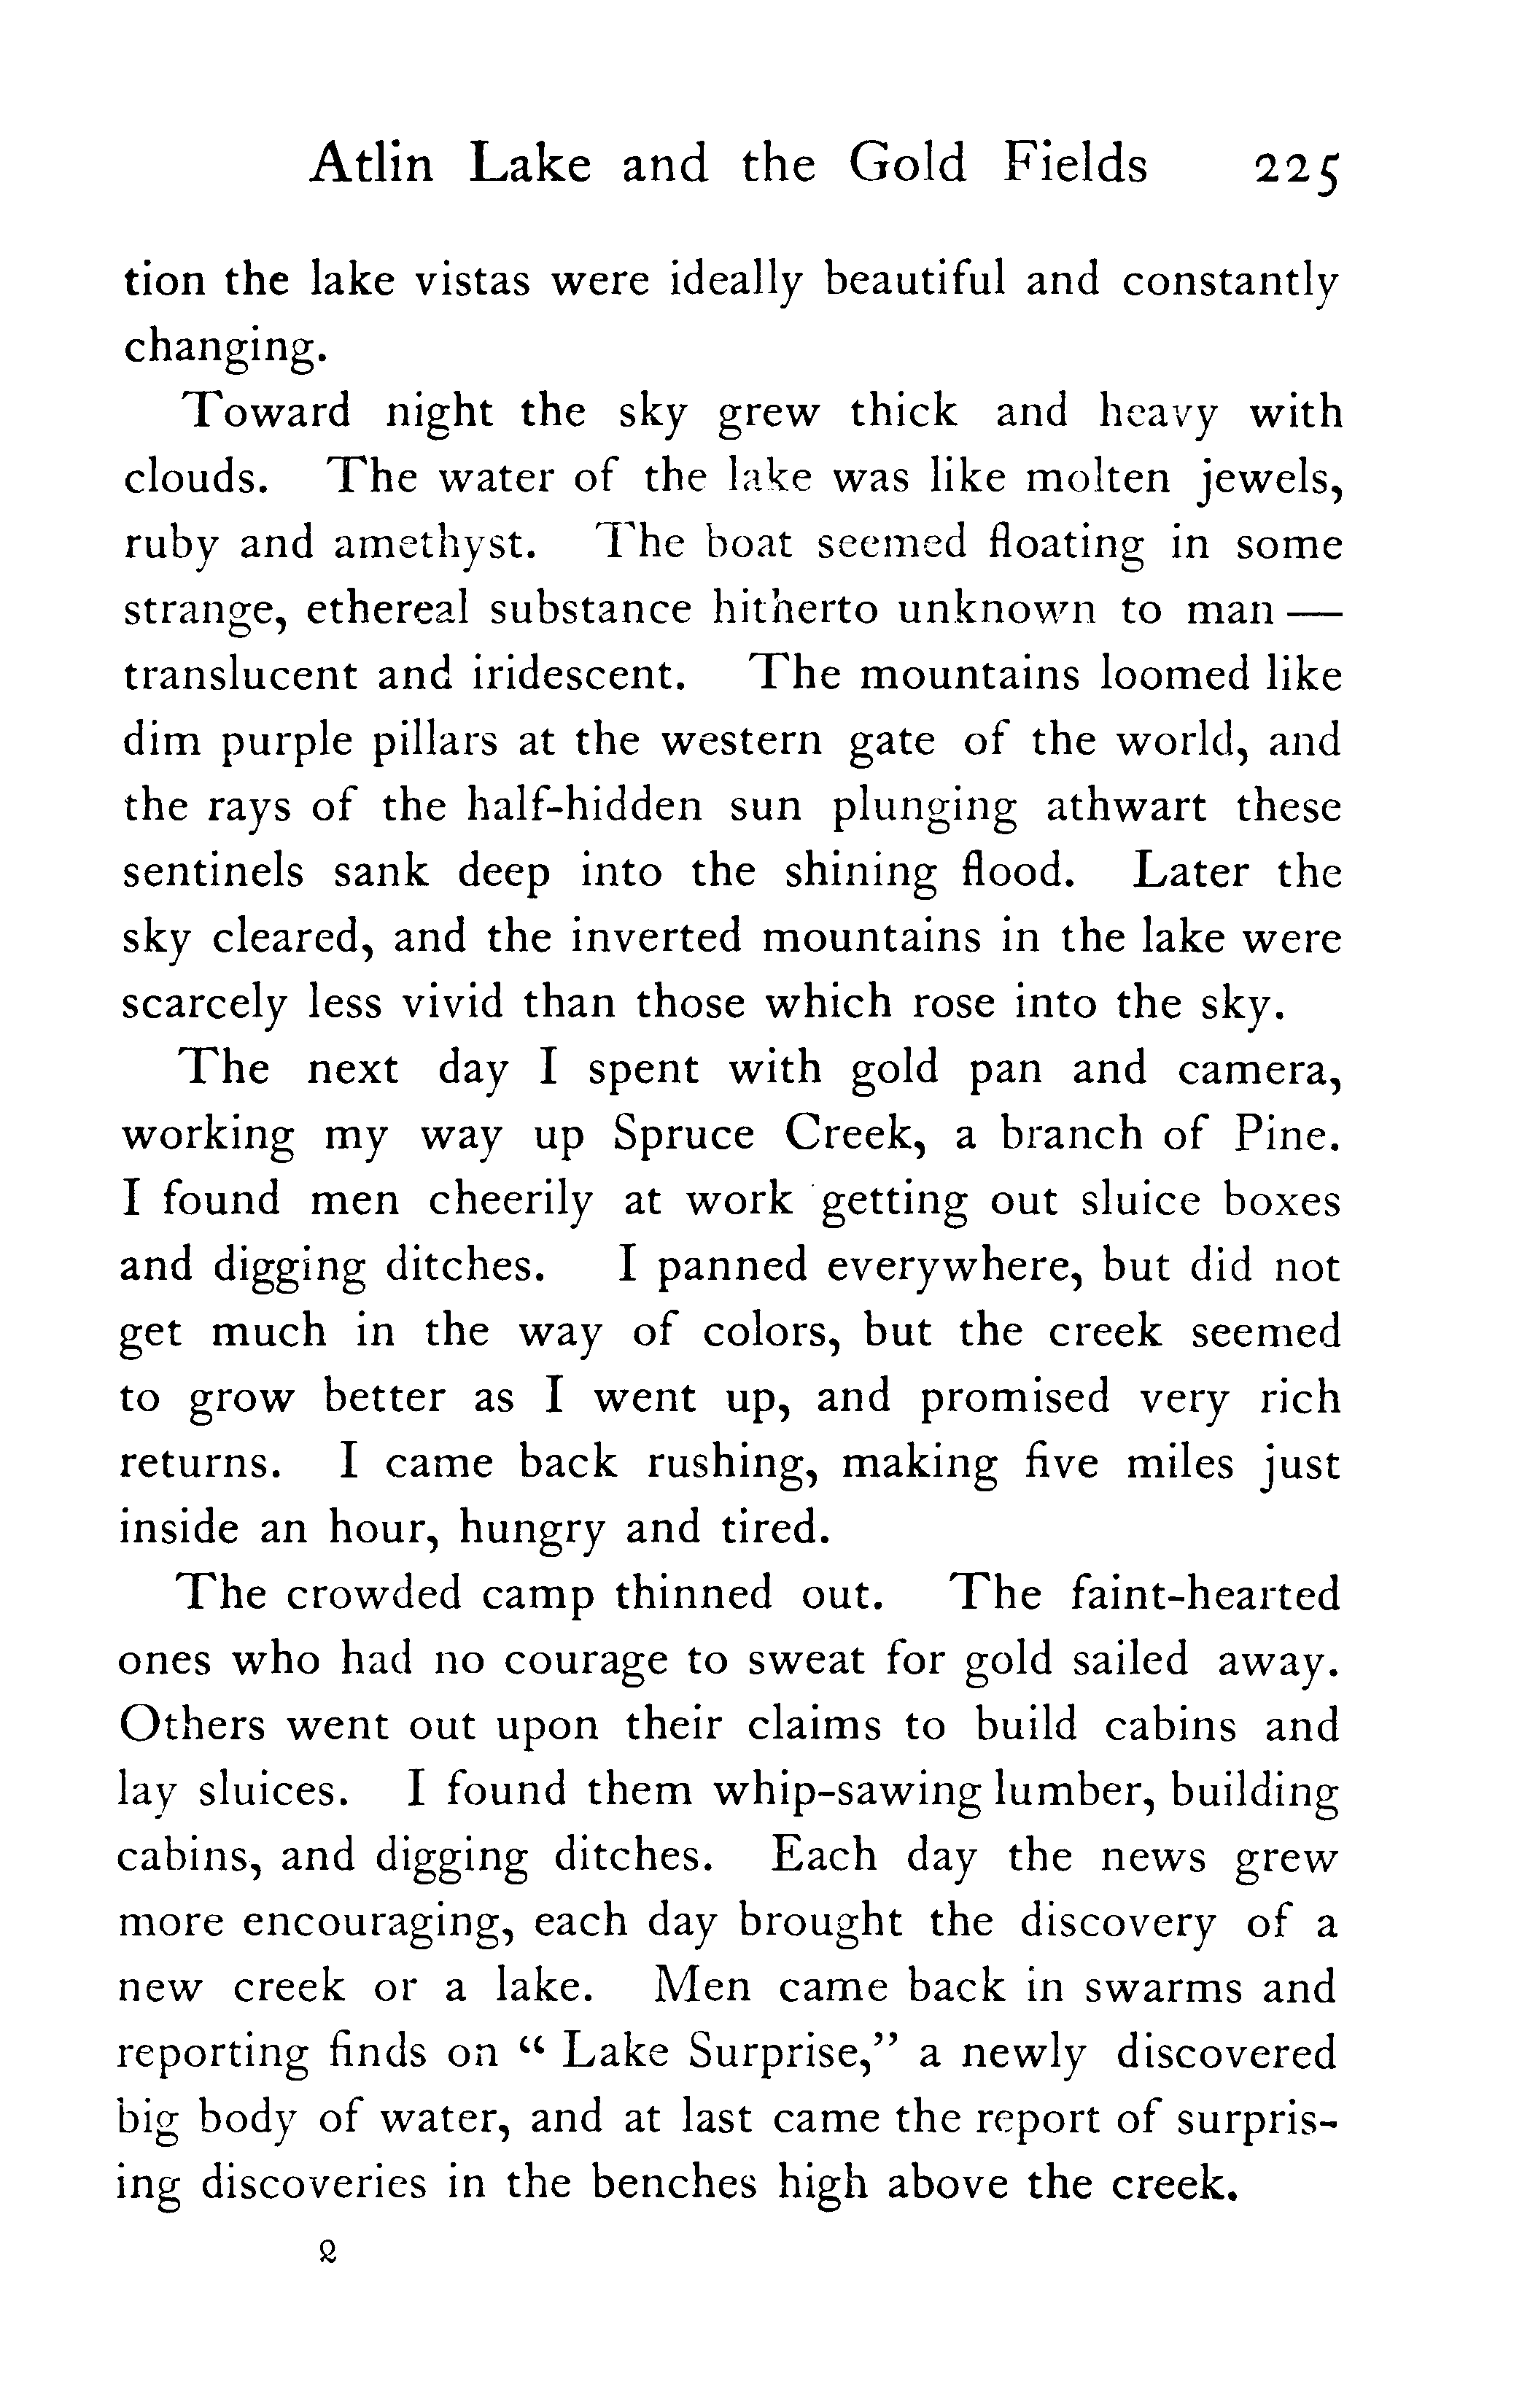 Atlin Lake and the Gold Fields 225
tion the lake vistas were ideally beautiful and constantly
changing.
Toward night the sky grew thick and heavy with
clouds. The water of the lake was like molten jewels,
ruby and amethyst. The boat seemed floating in some
strange, ethereal substance hitherto unknown to man —
translucent and iridescent. The mountains loomed like
dim purple pillars at the western gate of the world, and
the rays of the half-hidden sun plunging athwart these
sentinels sank deep into the shining flood. Later the
sky cleared, and the inverted mountains in the lake were
scarcely less vivid than those which rose into the sky.
The next day I spent with gold pan and camera,
working my way up Spruce Creek, a branch of Pine.
I found men cheerily at work getting out sluice boxes
and digging ditches. I panned everywhere, but did not
get much in the way of colors, but the creek seemed
to grow better as I went up, and promised very rich
returns. I came back rushing, making five miles just
inside an hour, hungry and tired.
The crowded camp thinned out. The faint-hearted
ones who had no courage to sweat for gold sailed away.
Others went out upon their claims to build cabins and
lay sluices. I found them whip-sawing lumber, building
cabins, and digging ditches. Each day the news grew
more encouraging, each day brought the discovery of a
new creek or a lake. Men came back in swarms and
reporting finds on “ Lake Surprise,” a newly discovered
big body of water, and at last came the report of surpris-
ing discoveries in the benches high above the creek.
Q